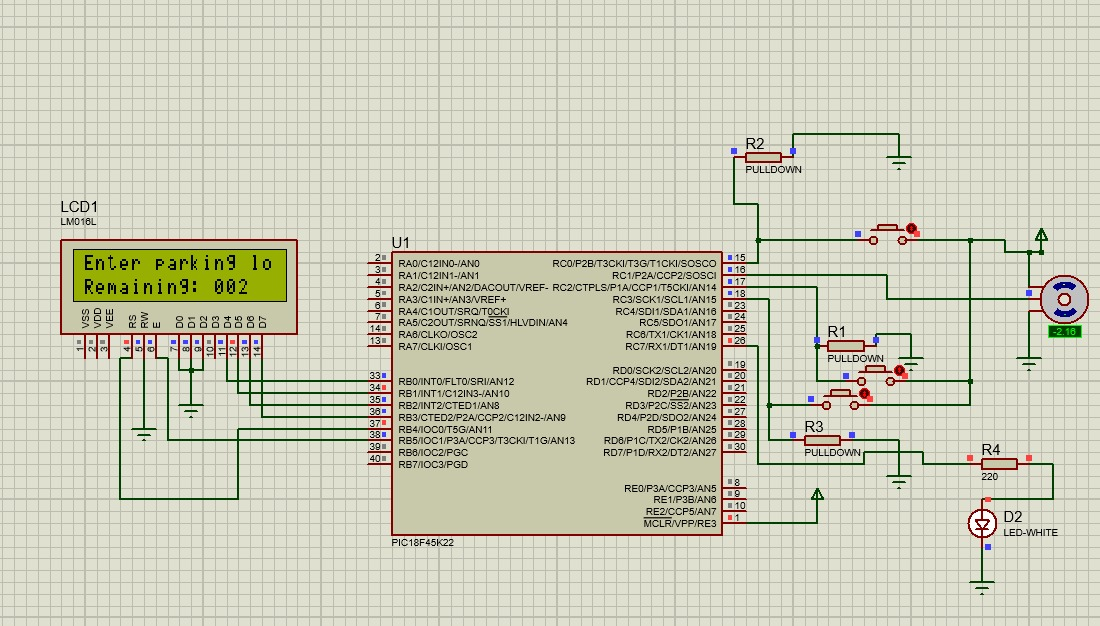 LCD1
LM016L
Enter parking lo
Remaining: 002
VSS
VDD
VEE
RS
RW
E
D0
D1
D2
D3
D4
D5
D6
D7
1
2
3
4
5
6
7
8
9
10
11
12
13
14
U1
2 RA0/C12IN0-/AN0
3 RA1/C12IN1-/AN1
4 RA2/C2IN+/AN2/DACOUT/VREF-
5 RA3/C1IN+/AN3/VREF+
6 RA4/C1OUT/SRQ/T0CKI
7 RA5/C2OUT/SRNQ/SS1/HLVDIN/AN4
14 RA6/CLKO/OSC2
13 RA7/CLKI/OSC1
33 RB0/INT0/FLT0/SRI/AN12
34 RB1/INT1/C12IN3-/AN10
35 RB2/INT2/CTED1/AN8
36 RB3/CTED2/P2A/CCP2/C12IN2-/AN9
37 RB4/IOC0/T5G/AN11
38 RB5/IOC1/P3A/CCP3/T3CKI/T1G/AN13
39 RB6/IOC2/PGC
40 RB7/IOC3/PGD
RC0/P2B/T3CKI/T3G/T1CKI/SOSCO 15
RC1/P2A/CCP2/SOSCI 16
RC2/CTPLS/P1A/CCP1/T5CKI/AN14 17
RC3/SCK1/SCL1/AN15 18
RC4/SDI1/SDA1/AN16 23
RC5/SDO1/AN17 24
RC6/TX1/CK1/AN18 25
RC7/RX1/DT1/AN19 26
RD0/SCK2/SCL2/AN20 19
RD1/CCP4/SDI2/SDA2/AN21 20
RD2/P2B/AN22 21
RD3/P2C/SS2/AN23 22
RD4/P2D/SDO2/AN24 27
RD5/P1B/AN25 28
RD6/P1C/TX2/CK2/AN26 29
RD7/P1D/RX2/DT2/AN27 30
RE0/P3A/CCP3/AN5 8
RE1/P3B/AN6 9
RE2/CCP5/AN7 10
MCLR/VPP/RE3 1
PIC18F45K22
R2
PULLDOWN
R1
PULLDOWN
R3
PULLDOWN
-2.16
R4
220
D2
LED-WHITE